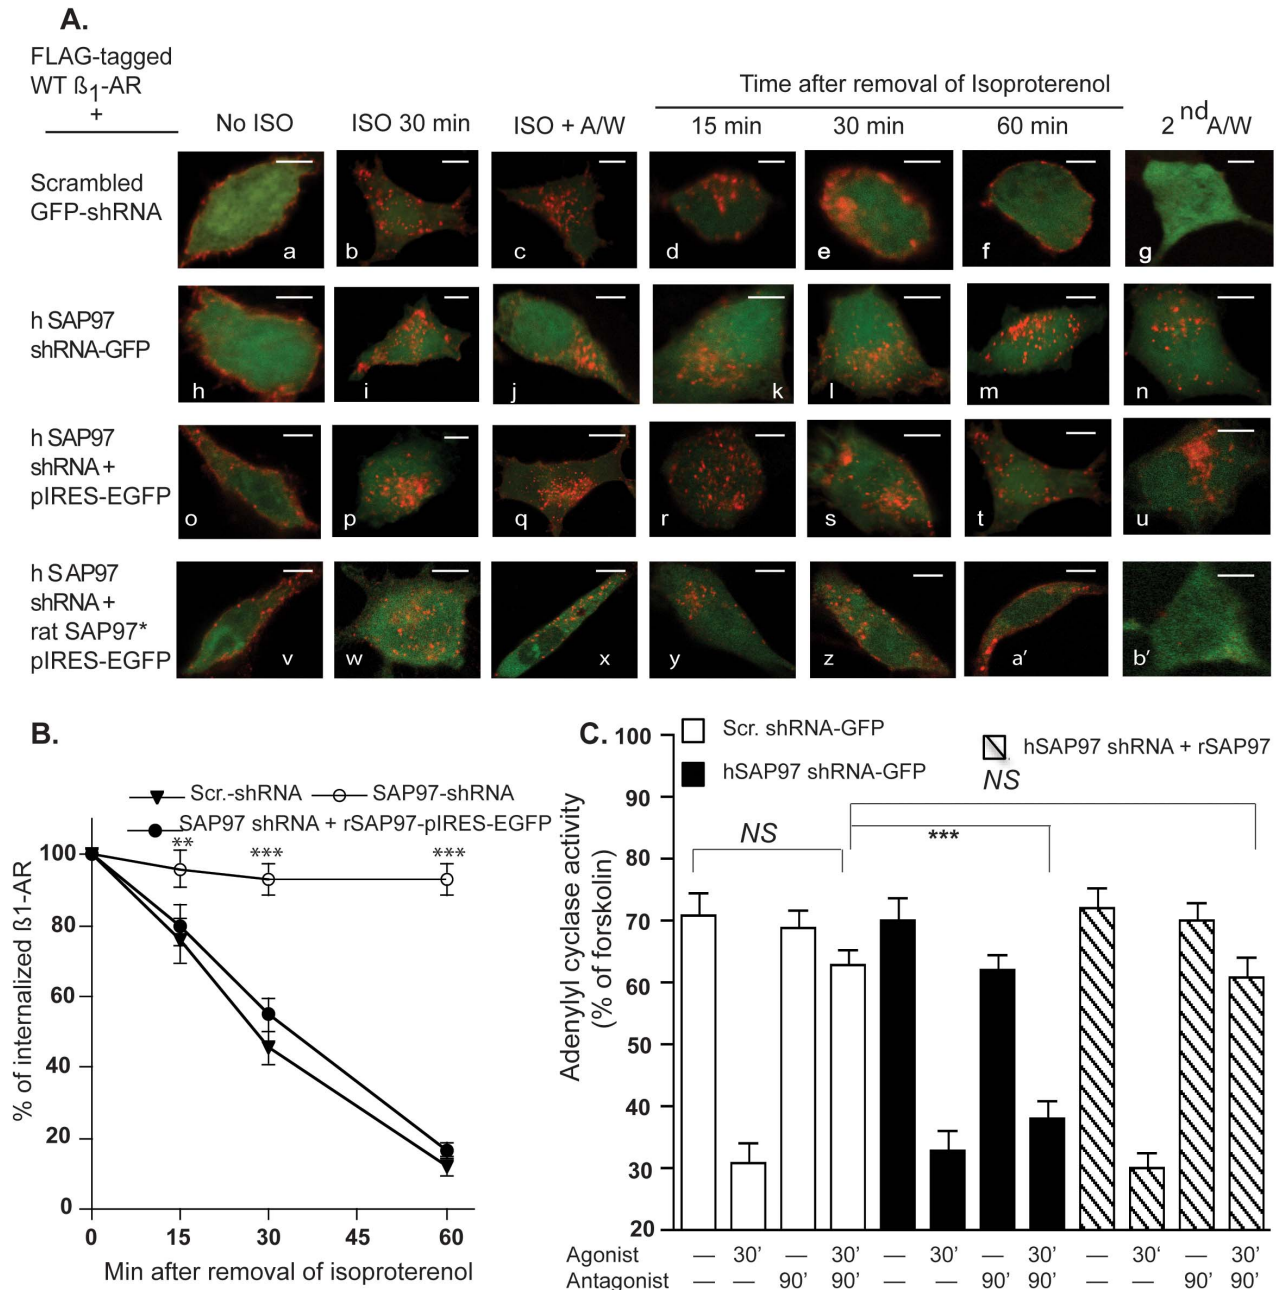 A.
FLAG-tagged
WT ß1-AR
+
Time after removal of Isoproterenol
No ISO ISO 30 min ISO + A/W 15 min 30 min 60 min 2nd A/W
Scrambled
GFP-shRNA
a b c d e f g
h SAP97
shRNA-GFP
h i j k l m n
h SAP97
shRNA +
pIRES-EGFP
o p q r s t u
h SAP97
shRNA +
rat SAP97*
pIRES-EGFP
v w x y z a′ b′
B.
Scr.-shRNA SAP97-shRNA
SAP97 shRNA + rSAP97-pIRES-EGFP
** *** ***
% of internalized ß1-AR
100
80
60
40
20
0
0 15 30 45 60
Min after removal of isoproterenol
C.
Scr. shRNA-GFP
hSAP97 shRNA-GFP
hSAP97 shRNA + rSAP97
NS
NS
***
Adenylyl cyclase activity
(% of forskolin)
100
90
80
70
60
50
40
30
20
Agonist — 30’ — 30’ — 30’ — 30’ — 30‘ — 30’
Antagonist — — 90’ 90’ — — 90’ 90’ — — 90’ 90’